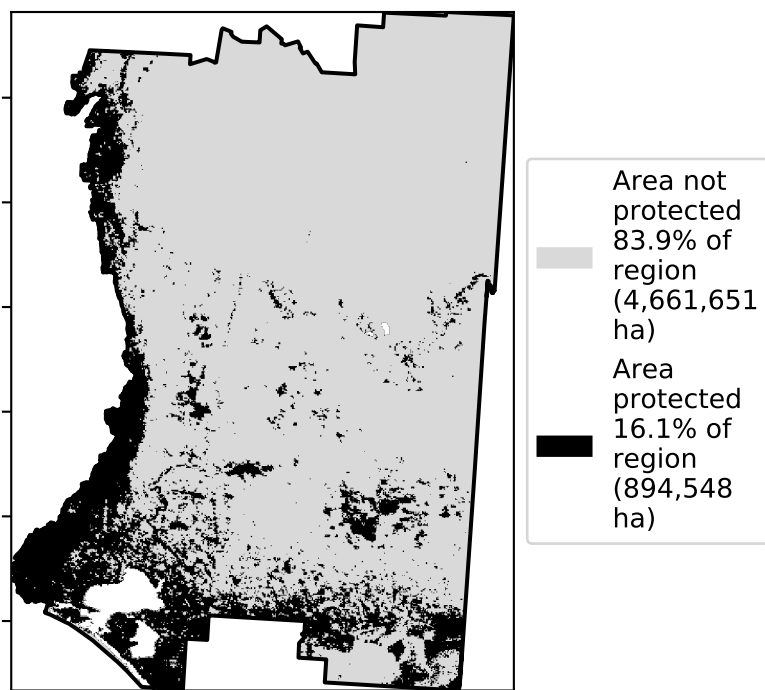 Area not
protected
83.9% of
region
(4,661,651
ha)
Area
protected
16.1% of
region
(894,548
ha)